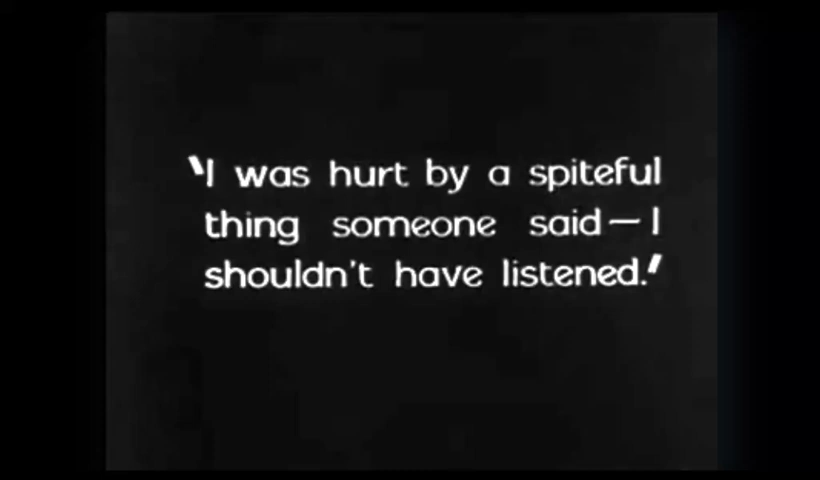 "I was hurt by a spiteful
thing someone said—I
shouldn't have listened."